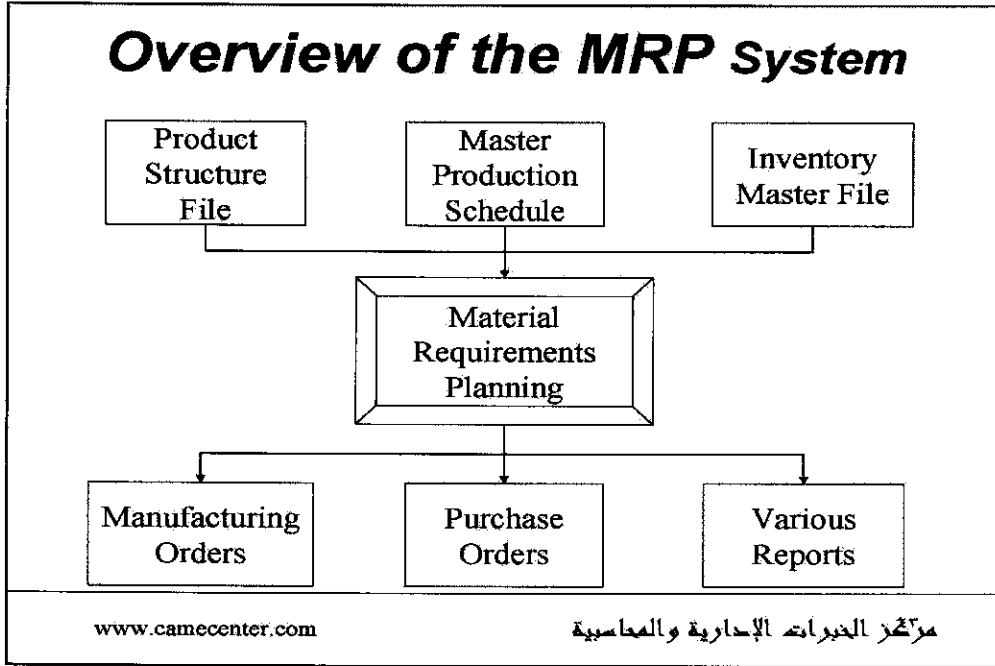 Overview of the MRP System
Product
Structure
File
Master
Production
Schedule
Inventory
Master File
Material
Requirements
Planning
Manufacturing
Orders
Purchase
Orders
Various
Reports
www.camecenter.com
مركز الخبرات الإدارية والمحاسبية